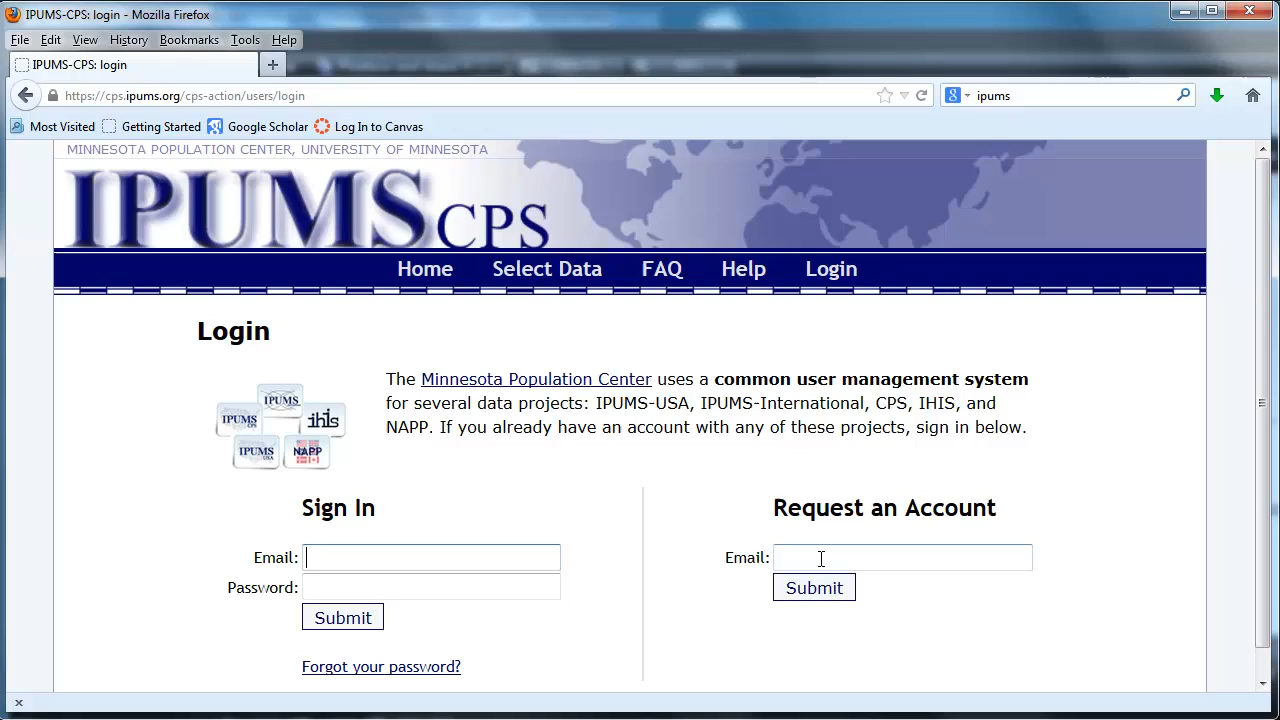 IPUMS-CPS: login - Mozilla Firefox
File Edit View History Bookmarks Tools Help
IPUMS-CPS: login
https://cps.ipums.org/cps-action/users/login
ipums
Most Visited Getting Started Google Scholar Log In to Canvas
MINNESOTA POPULATION CENTER, UNIVERSITY OF MINNESOTA
IPUMS CPS
Home Select Data FAQ Help Login
Login
The Minnesota Population Center uses a common user management system
for several data projects: IPUMS-USA, IPUMS-International, CPS, IHIS, and
NAPP. If you already have an account with any of these projects, sign in below.
IPUMS
IPUMS CPS
ihis
IPUMS USA
NAPP
Sign In
Email:
Password:
Submit
Forgot your password?
Request an Account
Email:
Submit